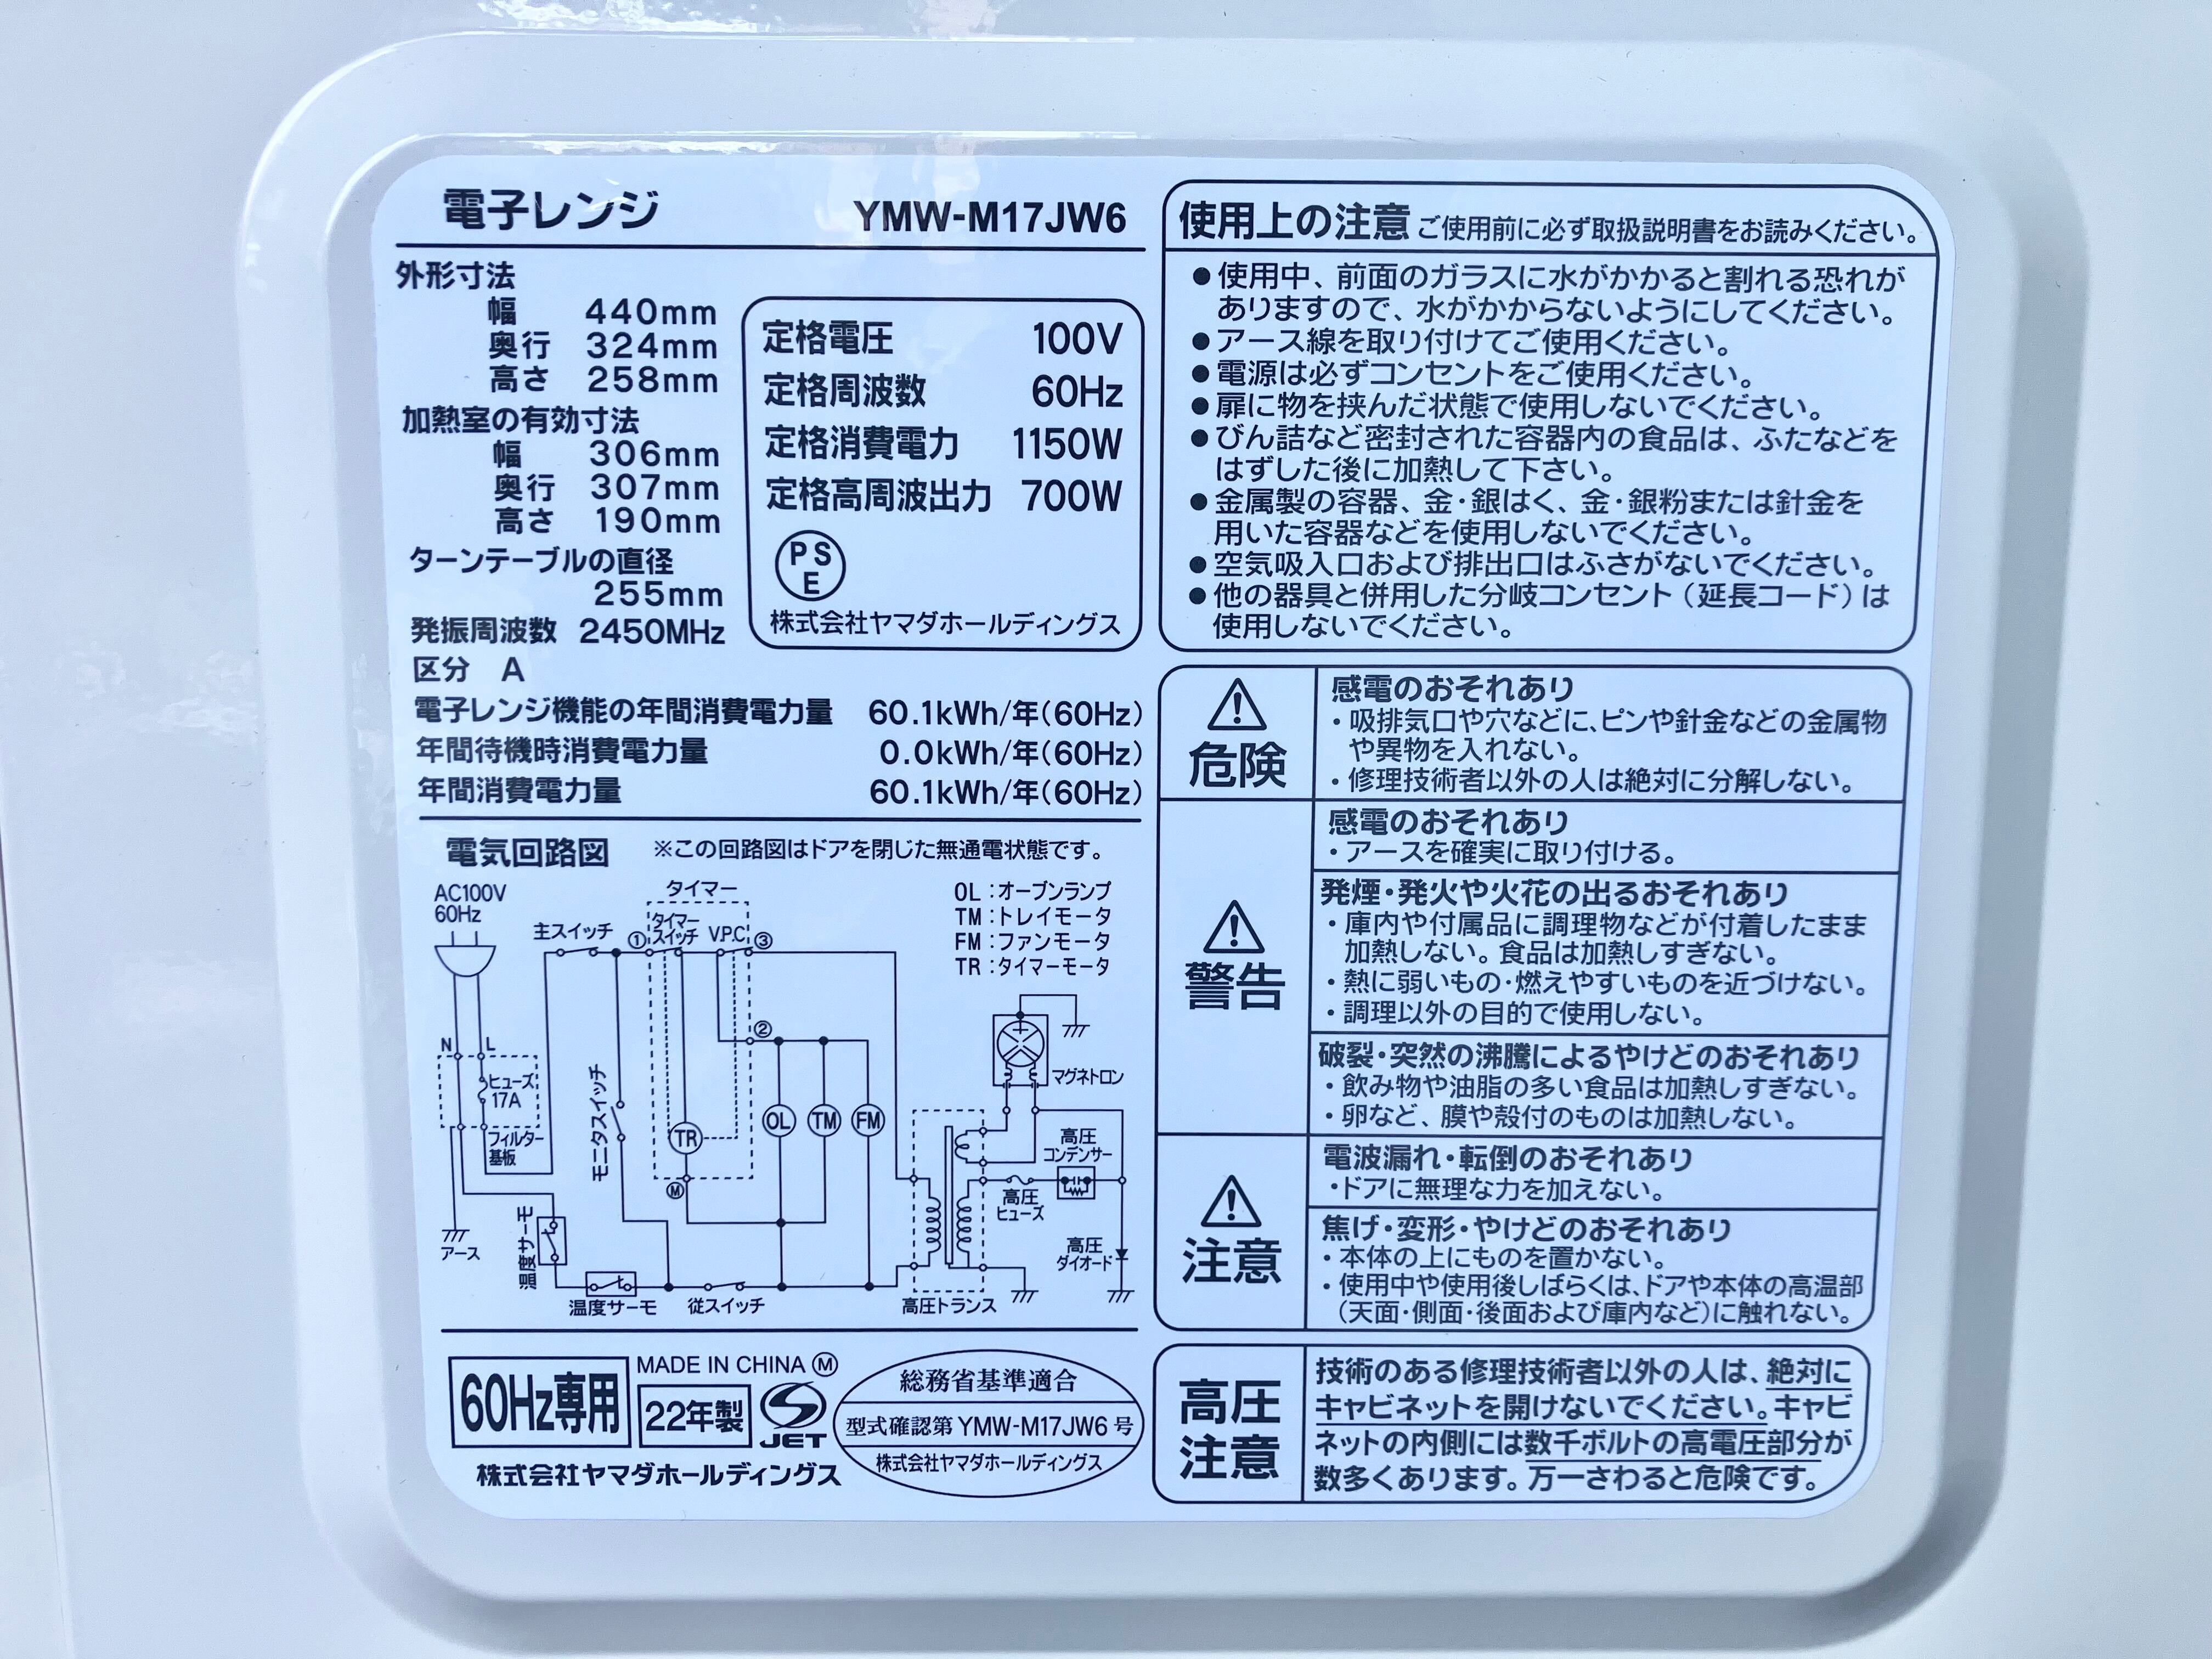 電子レンジ YMW-M17JW6
外形寸法
幅 440mm
奥行 324mm
高さ 258mm
加熱室の有効寸法
幅 306mm
奥行 307mm
高さ 190mm
ターンテーブルの直径
255mm
発振周波数 2450MHz
区分 A
定格電圧 100V
定格周波数 60Hz
定格消費電力 1150W
定格高周波出力 700W
PS
E
株式会社ヤマダホールディングス
電子レンジ機能の年間消費電力量 60.1kWh/年(60Hz)
年間待機時消費電力量 0.0kWh/年(60Hz)
年間消費電力量 60.1kWh/年(60Hz)
電気回路図 ※この回路図はドアを閉じた無通電状態です。
AC100V
60Hz
主スイッチ
タイマー
タイマー
スイッチ
V.P.C
①
③
②
OL:オーブンランプ
TM:トレイモータ
FM:ファンモータ
TR:タイマーモータ
N
L
ヒューズ
17A
フィルター
基板
アース
モニタスイッチ
TR
OL
TM
FM
Ⓜ
マグネトロン
高圧
コンデンサー
高圧
ヒューズ
高圧
ダイオード
温度サーモ
温度サーモ
従スイッチ
高圧トランス
60Hz専用
MADE IN CHINA Ⓜ
22年製
JET
株式会社ヤマダホールディングス
総務省基準適合
型式確認第 YMW-M17JW6 号
株式会社ヤマダホールディングス
使用上の注意 ご使用前に必ず取扱説明書をお読みください。
●使用中、前面のガラスに水がかかると割れる恐れが
ありますので、水がかからないようにしてください。
●アース線を取り付けてご使用ください。
●電源は必ずコンセントをご使用ください。
●扉に物を挟んだ状態で使用しないでください。
●びん詰など密封された容器内の食品は、ふたなどを
はずした後に加熱して下さい。
●金属製の容器、金・銀はく、金・銀粉または針金を
用いた容器などを使用しないでください。
●空気吸入口および排出口はふさがないでください。
●他の器具と併用した分岐コンセント(延長コード)は
使用しないでください。
危険
感電のおそれあり
・吸排気口や穴などに、ピンや針金などの金属物
や異物を入れない。
・修理技術者以外の人は絶対に分解しない。
警告
感電のおそれあり
・アースを確実に取り付ける。
発煙・発火や火花の出るおそれあり
・庫内や付属品に調理物などが付着したまま
加熱しない。食品は加熱しすぎない。
・熱に弱いもの・燃えやすいものを近づけない。
・調理以外の目的で使用しない。
破裂・突然の沸騰によるやけどのおそれあり
・飲み物や油脂の多い食品は加熱しすぎない。
・卵など、膜や殻付のものは加熱しない。
注意
電波漏れ・転倒のおそれあり
・ドアに無理な力を加えない。
焦げ・変形・やけどのおそれあり
・本体の上にものを置かない。
・使用中や使用後しばらくは、ドアや本体の高温部
(天面・側面・後面および庫内など)に触れない。
高圧
注意
技術のある修理技術者以外の人は、絶対に
キャビネットを開けないでください。キャビ
ネットの内側には数千ボルトの高電圧部分が
数多くあります。万一さわると危険です。